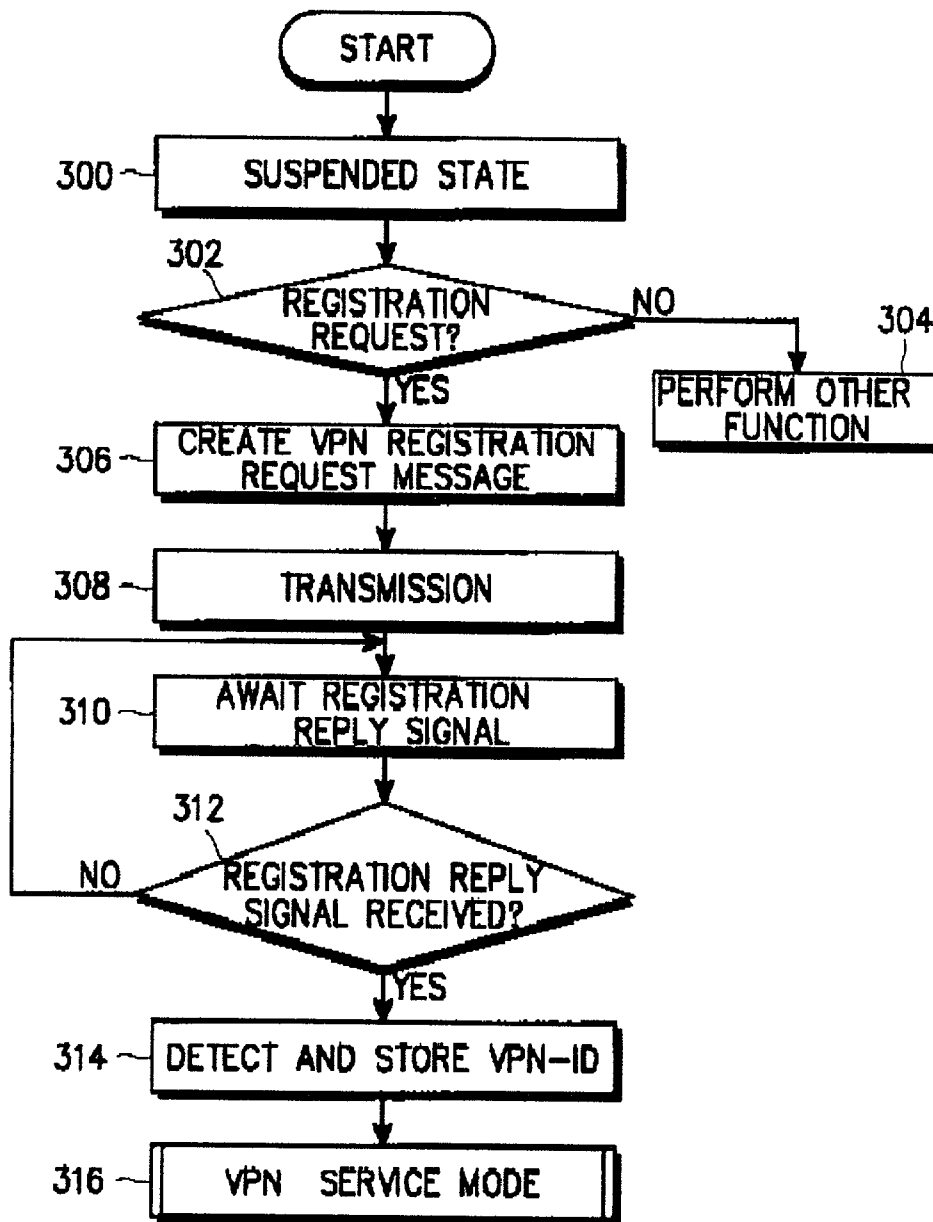 START
300
SUSPENDED STATE
302
REGISTRATION
REQUEST?
NO
304
PERFORM OTHER
FUNCTION
YES
306
CREATE VPN REGISTRATION
REQUEST MESSAGE
308
TRANSMISSION
310
AWAIT REGISTRATION
REPLY SIGNAL
312
NO
REGISTRATION REPLY
SIGNAL RECEIVED?
YES
314
DETECT AND STORE VPN-ID
316
VPN SERVICE MODE